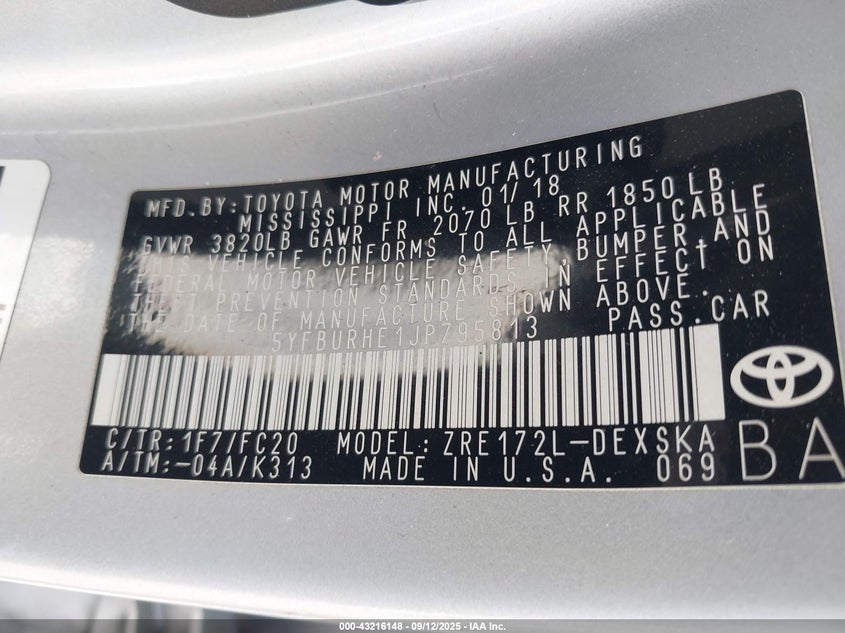 MFD.BY:TOYOTA MOTOR MANUFACTURING
MISSISSIPPI INC. 01/18
GVWR 3820LB GAWR FR 2070 LB RR 1850 LB
THIS VEHICLE CONFORMS TO ALL APPLICABLE
FEDERAL MOTOR VEHICLE SAFETY,BUMPER,AND
THEFT PREVENTION STANDARDS IN EFFECT ON
THE DATE OF MANUFACTURE SHOWN ABOVE.
5YFBURHE1JP795813 PASS.CAR
C/TR:1F7/FC20 MODEL:ZRE172L-DEXSKA
A/TM:-04A/K313 MADE IN U.S.A. 069
BA
000-43216148 - 09/12/2025 - IAA Inc.